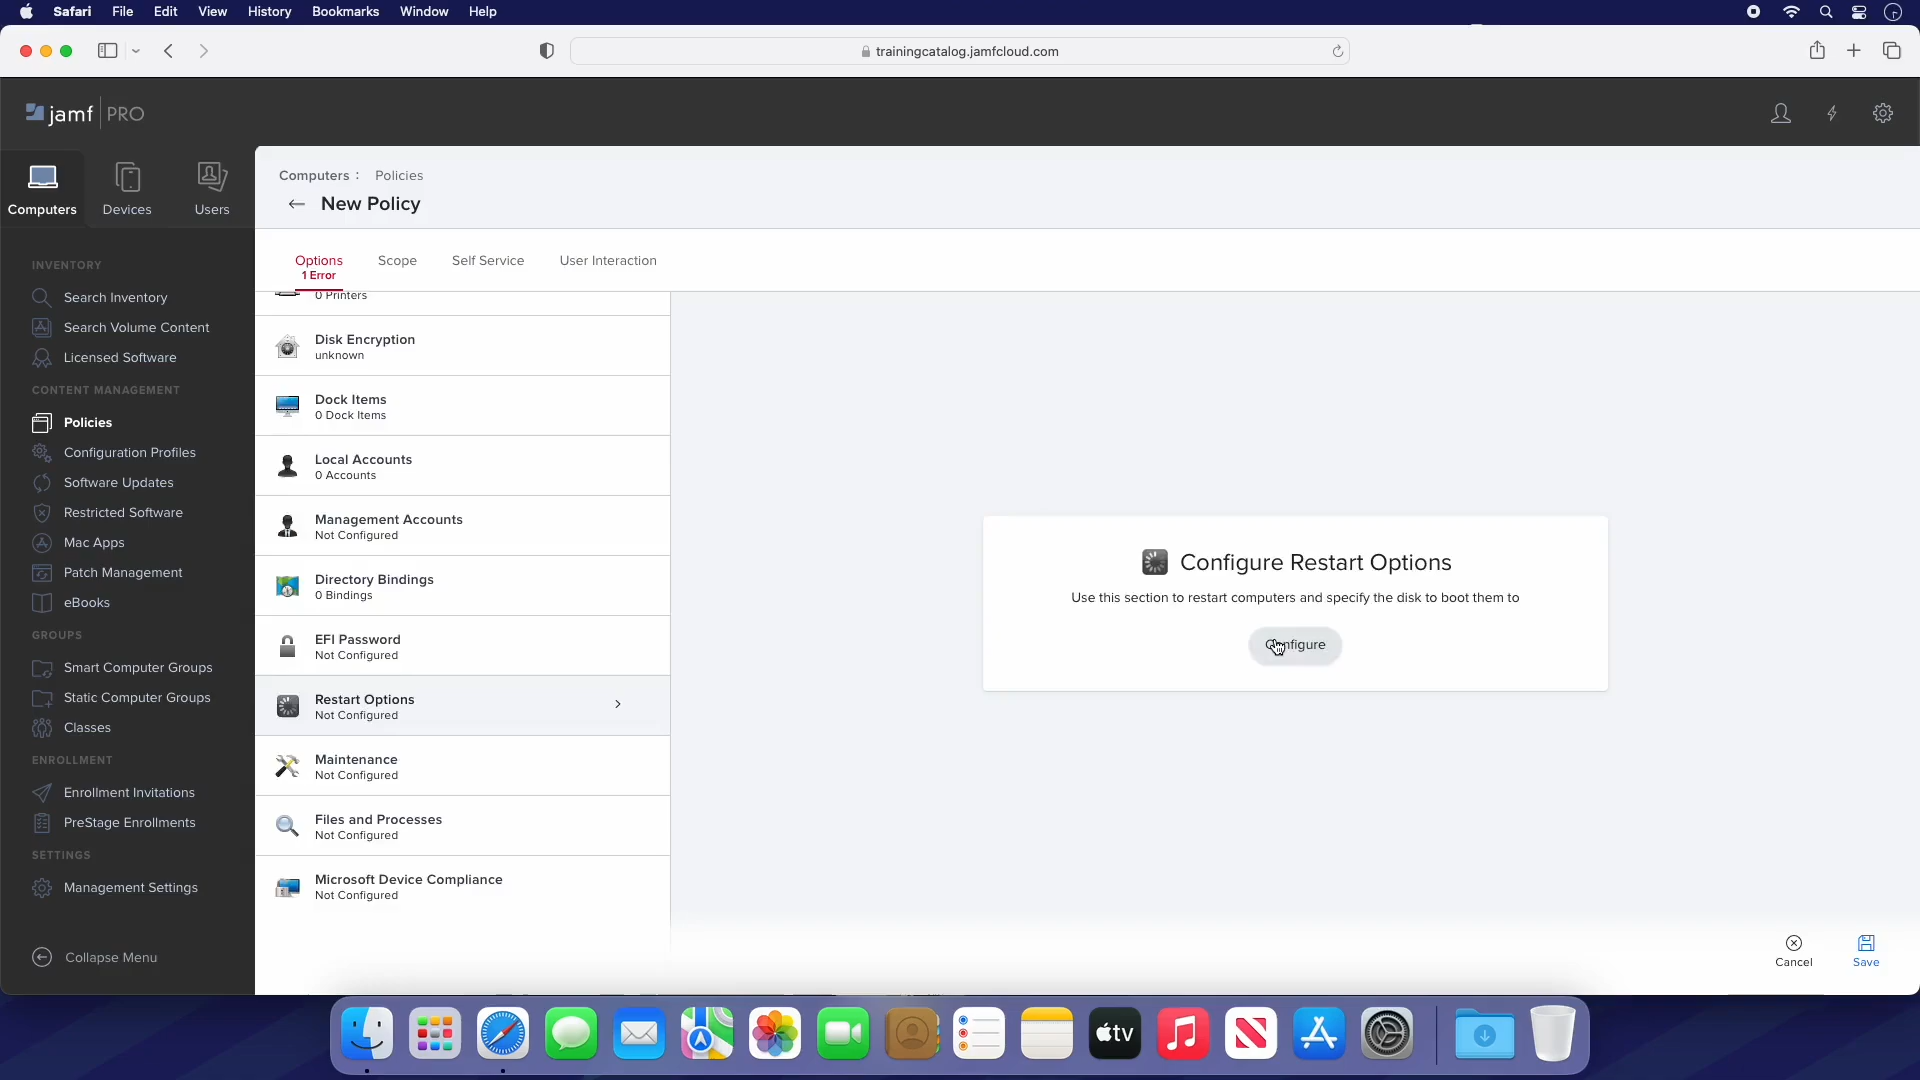 Safari File Edit View History Bookmarks Window Help
trainingcatalog.jamfcloud.com
jamf PRO
Computers Devices Users
INVENTORY
Search Inventory
Search Volume Content
Licensed Software
CONTENT MANAGEMENT
Policies
Configuration Profiles
Software Updates
Restricted Software
Mac Apps
Patch Management
eBooks
GROUPS
Smart Computer Groups
Static Computer Groups
Classes
ENROLLMENT
Enrollment Invitations
PreStage Enrollments
SETTINGS
Management Settings
Collapse Menu
Computers : Policies
New Policy
Options Scope Self Service User Interaction
1 Error
0 Printers
Disk Encryption
unknown
Dock Items
0 Dock Items
Local Accounts
0 Accounts
Management Accounts
Not Configured
Directory Bindings
0 Bindings
EFI Password
Not Configured
Restart Options
Not Configured
Maintenance
Not Configured
Files and Processes
Not Configured
Microsoft Device Compliance
Not Configured
Configure Restart Options
Use this section to restart computers and specify the disk to boot them to
Configure
Cancel Save
tv